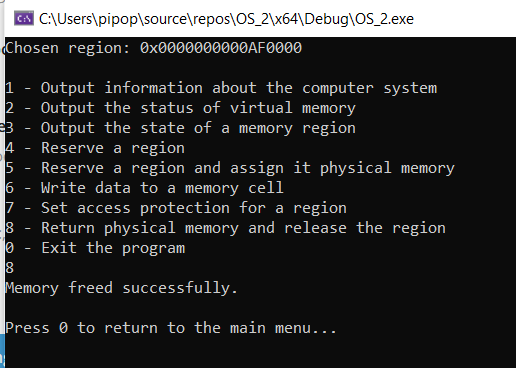 C:\Users\pipop\source\repos\OS_2\x64\Debug\OS_2.exe
Chosen region: 0x0000000000AF0000
1 - Output information about the computer system
2 - Output the status of virtual memory
3 - Output the state of a memory region
4 - Reserve a region
5 - Reserve a region and assign it physical memory
6 - Write data to a memory cell
7 - Set access protection for a region
8 - Return physical memory and release the region
0 - Exit the program
8
Memory freed successfully.
Press 0 to return to the main menu...